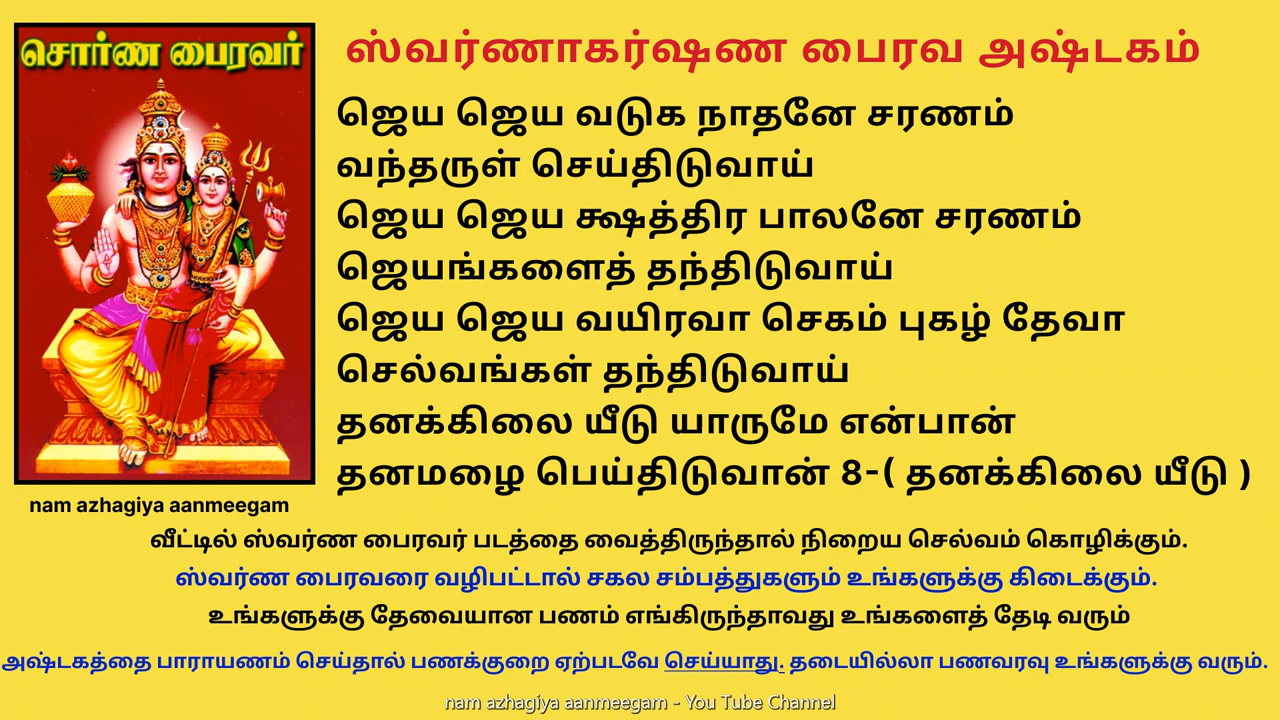 சொர்ண பைரவர்
ஸ்வர்ணாகர்ஷண பைரவ அஷ்டகம்
ஜெய ஜெய வடுக நாதனே சரணம்
வந்தருள் செய்திடுவாய்
ஜெய ஜெய க்ஷத்திர பாலனே சரணம்
ஜெயங்களைத் தந்திடுவாய்
ஜெய ஜெய வயிரவா செகம் புகழ் தேவா
செல்வங்கள் தந்திடுவாய்
தனக்கிலை யீடு யாருமே என்பான்
தனமழை பெய்திடுவான் 8-( தனக்கிலை யீடு )
nam azhagiya aanmeegam
வீட்டில் ஸ்வர்ண பைரவர் படத்தை வைத்திருந்தால் நிறைய செல்வம் கொழிக்கும்.
ஸ்வர்ண பைரவரை வழிபட்டால் சகல சம்பத்துகளும் உங்களுக்கு கிடைக்கும்.
உங்களுக்கு தேவையான பணம் எங்கிருந்தாவது உங்களைத் தேடி வரும்
அஷ்டகத்தை பாராயணம் செய்தால் பணக்குறை ஏற்படவே செய்யாது. தடையில்லா பணவரவு உங்களுக்கு வரும்.
nam azhagiya aanmeegam - You Tube Channel